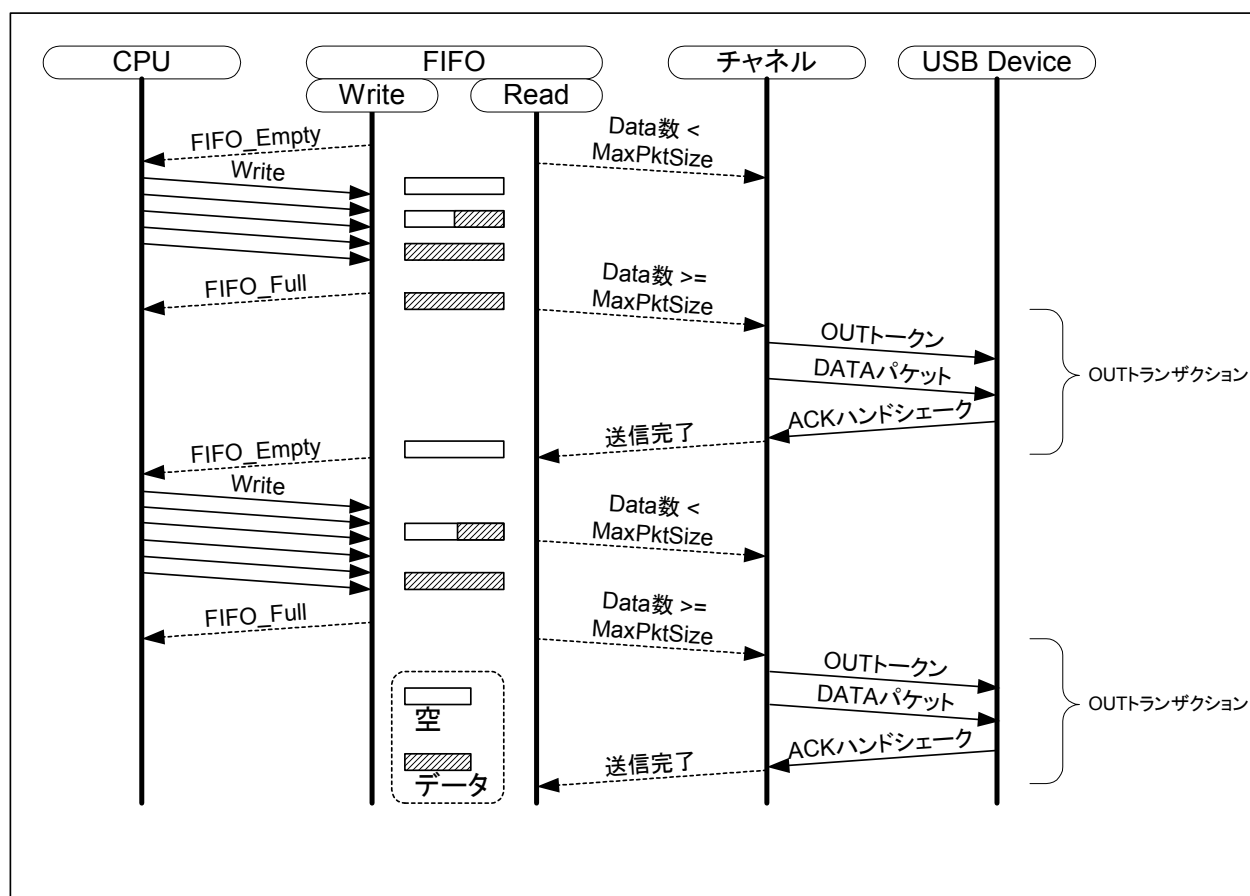 CPU
FIFO
チャネル
USB Device
Write
Read
FIFO_Empty
Data数 <
MaxPktSize
Write
FIFO_Full
Data数 >=
MaxPktSize
OUTトークン
DATAパケット
OUTトランザクション
ACKハンドシェーク
送信完了
FIFO_Empty
Write
Data数 <
MaxPktSize
FIFO_Full
Data数 >=
MaxPktSize
OUTトークン
DATAパケット
OUTトランザクション
ACKハンドシェーク
送信完了
空
データ